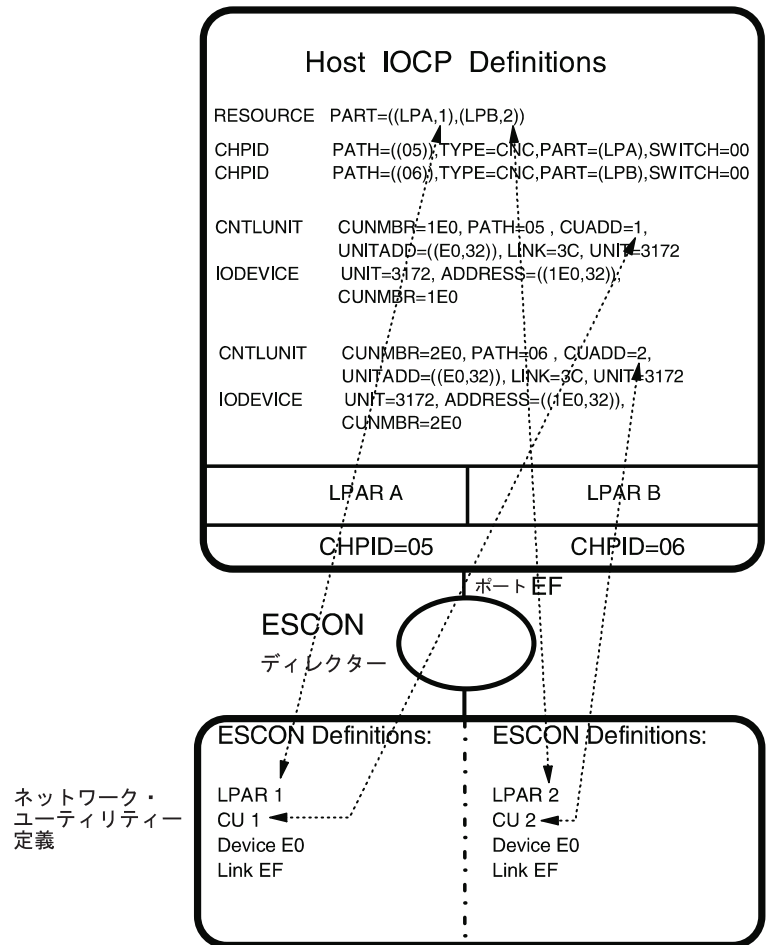 Host IOCP Definitions
RESOURCE PART=((LPA,1),(LPB,2))
CHPID PATH=((05)),TYPE=CNC,PART=(LPA),SWITCH=00
CHPID PATH=((06)),TYPE=CNC,PART=(LPB),SWITCH=00
CNTLUNIT CUNMBR=1E0, PATH=05 , CUADD=1,
UNITADD=((E0,32)), LINK=3C, UNIT=3172
IODEVICE UNIT=3172, ADDRESS=((1E0,32)),
CUNMBR=1E0
CNTLUNIT CUNMBR=2E0, PATH=06 , CUADD=2,
UNITADD=((E0,32)), LINK=3C, UNIT=3172
IODEVICE UNIT=3172, ADDRESS=((1E0,32)),
CUNMBR=2E0
LPAR A LPAR B
CHPID=05 CHPID=06
ポート EF
ESCON
ディレクター
ESCON Definitions: ESCON Definitions:
ネットワーク・
ユーティリティー
定義
LPAR 1 LPAR 2
CU 1 CU 2
Device E0 Device E0
Link EF Link EF